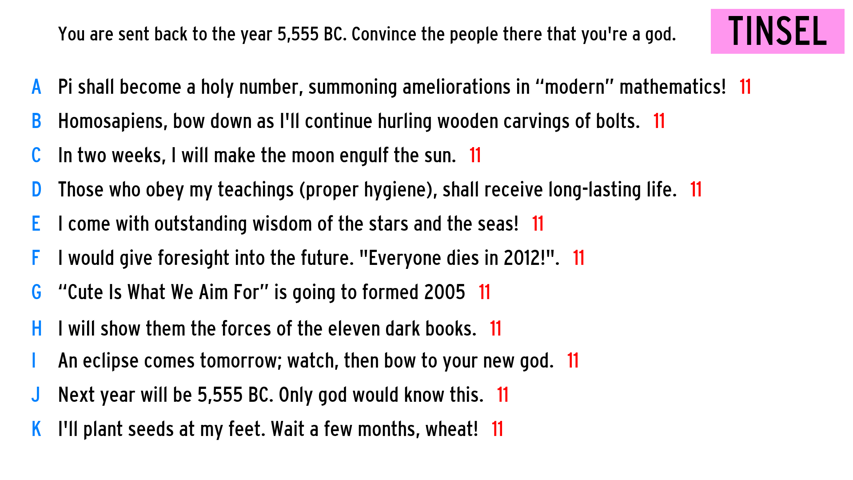 You are sent back to the year 5,555 BC. Convince the people there that you're a god.
TINSEL
A Pi shall become a holy number, summoning ameliorations in “modern” mathematics! 11
B Homosapiens, bow down as I'll continue hurling wooden carvings of bolts. 11
C In two weeks, I will make the moon engulf the sun. 11
D Those who obey my teachings (proper hygiene), shall receive long-lasting life. 11
E I come with outstanding wisdom of the stars and the seas! 11
F I would give foresight into the future. "Everyone dies in 2012!". 11
G “Cute Is What We Aim For” is going to formed 2005 11
H I will show them the forces of the eleven dark books. 11
I An eclipse comes tomorrow; watch, then bow to your new god. 11
J Next year will be 5,555 BC. Only god would know this. 11
K I'll plant seeds at my feet. Wait a few months, wheat! 11